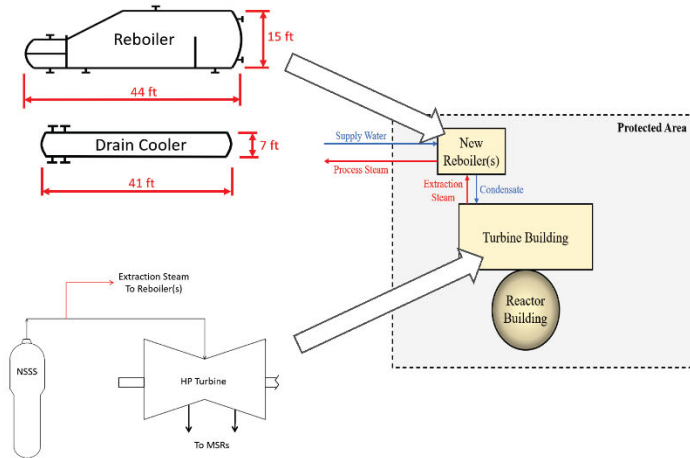 Reboiler
15 ft
44 ft
Drain Cooler
7 ft
41 ft
Extraction Steam
To Reboiler(s)
NSSS
HP Turbine
To MSRs
Protected Area
Supply Water
Process Steam
New
Reboiler(s)
Extraction
Steam
Condensate
Turbine Building
Reactor
Building